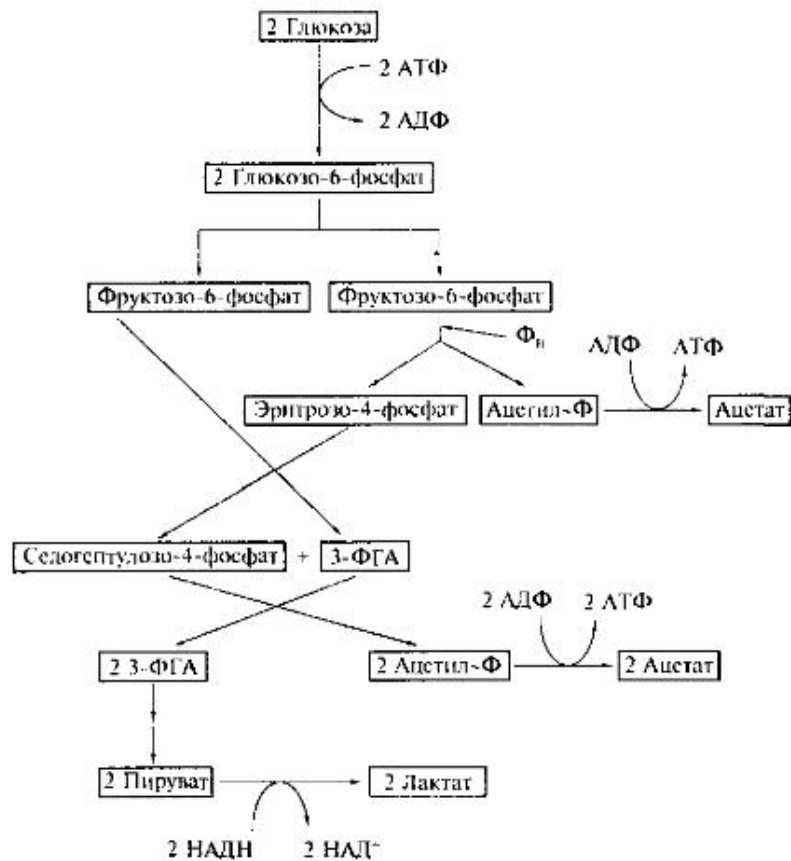 2 Глюкоза
2 АТФ
2 АДФ
2 Глюкозо-6-фосфат
Фруктозо-6-фосфат
Фруктозо-6-фосфат
Фн
АДФ
АТФ
Эритрозо-4-фосфат
Ацетил~Ф
Ацетат
Седогептулозо-4-фосфат + 3-ФГА
2 АДФ
2 АТФ
2 3-ФГА
2 Ацетил~Ф
2 Ацетат
2 Пируват
2 Лактат
2 НАДН
2 НАД⁺